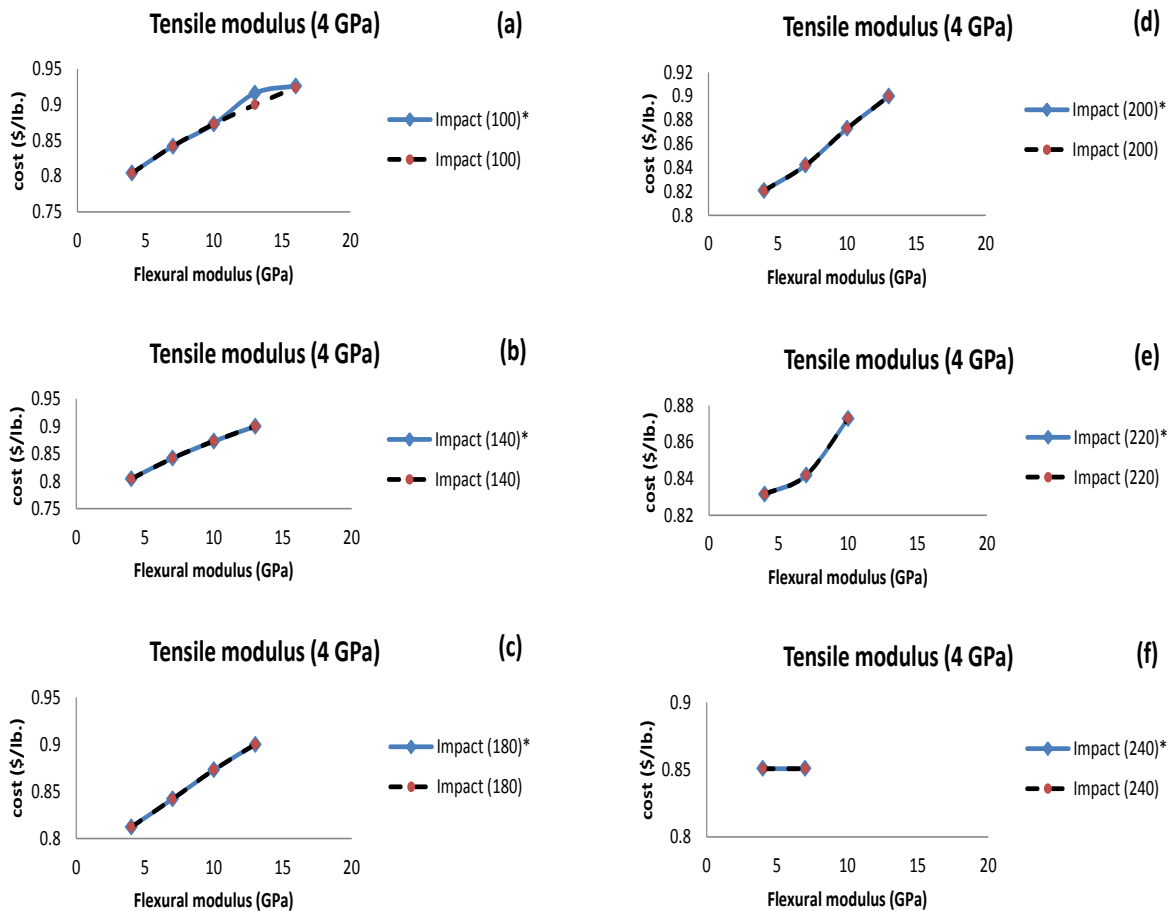 Tensile modulus (4 GPa)
(a)
0.95
0.9
0.85
0.8
0.75
cost ($/lb.)
0 5 10 15 20
Flexural modulus (GPa)
Impact (100)*
Impact (100)
Tensile modulus (4 GPa)
(b)
0.95
0.9
0.85
0.8
0.75
cost ($/lb.)
0 5 10 15 20
Flexural modulus (GPa)
Impact (140)*
Impact (140)
Tensile modulus (4 GPa)
(c)
0.95
0.9
0.85
0.8
cost ($/lb.)
0 5 10 15 20
Flexural modulus (GPa)
Impact (180)*
Impact (180)
Tensile modulus (4 GPa)
(d)
0.92
0.9
0.88
0.86
0.84
0.82
0.8
cost ($/lb.)
0 5 10 15 20
Flexural modulus (GPa)
Impact (200)*
Impact (200)
Tensile modulus (4 GPa)
(e)
0.88
0.86
0.84
0.82
cost ($/lb.)
0 5 10 15 20
Flexural modulus (GPa)
Impact (220)*
Impact (220)
Tensile modulus (4 GPa)
(f)
0.9
0.85
0.8
cost ($/lb.)
0 5 10 15 20
Flexural modulus (GPa)
Impact (240)*
Impact (240)